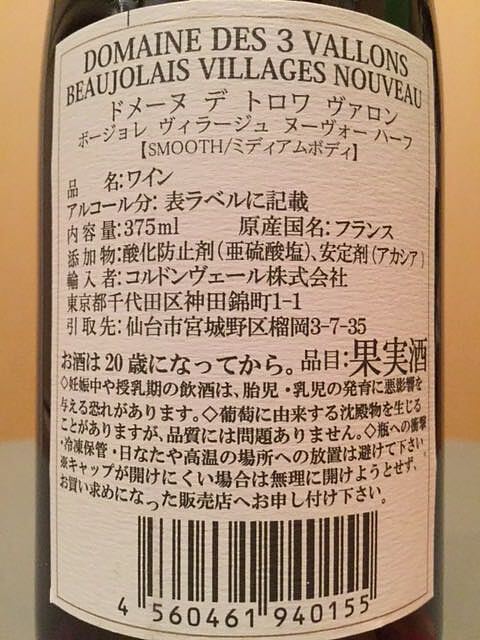 DOMAINE DES 3 VALLONS
BEAUJOLAIS VILLAGES NOUVEAU
ドメーヌ デ トロワ ヴァロン
ボージョレ ヴィラージュ ヌーヴォー ハーフ
【SMOOTH/ミディアムボディ】
品 名:ワイン
アルコール分: 表ラベルに記載
内容量:375ml 原産国名:フランス
添加物:酸化防止剤(亜硫酸塩)、安定剤(アカシア)
輸入者:コルドンヴェール株式会社
東京都千代田区神田錦町1-1
引取先:仙台市宮城野区榴岡3-7-35
お酒は20歳になってから。品目:果実酒
◇妊娠中や授乳期の飲酒は、胎児・乳児の発育に悪影響を
与える恐れがあります。◇葡萄に由来する沈殿物を生じる
ことがありますが、品質には問題ありません。◇瓶への衝撃
・冷凍保管・日なたや高温の場所への放置は避けて下さい。
※キャップが開けにくい場合は無理に開けようとせず、
お買い求めになった販売店へお申し付け下さい。
4 560461 940155